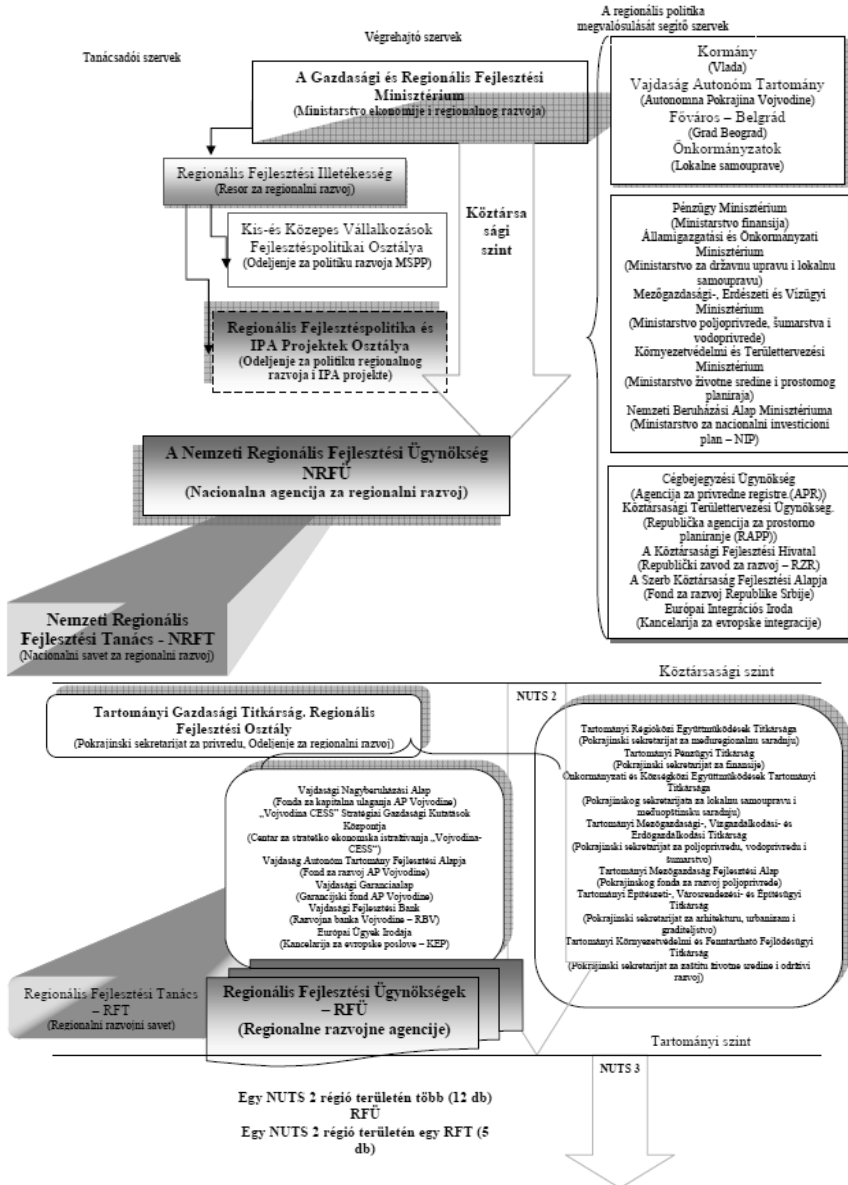 A regionális politika
megvalósulását segítő szervek
Végrehajtó szervek
Tanácsadói szervek
A Gazdasági és Regionális Fejlesztési
Minisztérium
(Ministarstvo ekonomije i regionalnog razvoja)
Kormány
(Vlada)
Vajdaság Autonóm Tartomány
(Autonomna Pokrajina Vojvodine)
Főváros – Belgrád
(Grad Beograd)
Önkormányzatok
(Lokalne samouprave)
Regionális Fejlesztési Illetékesség
(Resor za regionalni razvoj)
Kis-és Közepes Vállalkozások
Fejlesztéspolitikai Osztálya
(Odeljenje za politiku razvoja MSPP)
Regionális Fejlesztéspolitika és
IPA Projektek Osztálya
(Odeljenje za politiku regionalnog
razvoja i IPA projekte)
Köztársa
sági
szint
Pénzügy Minisztérium
(Ministarstvo finansija)
Államigazgatási és Önkormányzati
Minisztérium
(Ministarstvo za državnu upravu i lokalnu
samoupravu)
Mezőgazdasági-, Erdészeti és Vízügyi
Minisztérium
(Ministarstvo poljoprivrede, šumarstva i
vodoprivrede)
Környezetvédelmi és Területtervezési
Minisztérium
(Ministarstvo životne sredine i prostornog
planiraja)
Nemzeti Beruházási Alap Minisztériuma
(Ministarstvo za nacionalni investicioni
plan – NIP)
A Nemzeti Regionális Fejlesztési Ügynökség
NRFÜ
(Nacionalna agencija za regionalni razvoj)
Cégbejegyzési Ügynökség
(Agencija za privredne registre.(APR))
Köztársasági Területtervezési Ügynökség.
(Republička agencija za prostorno
planiranje (RAPP))
A Köztársasági Fejlesztési Hivatal
(Republički zavod za razvoj – RZR)
A Szerb Köztársaság Fejlesztési Alapja
(Fond za razvoj Republike Srbije)
Európai Integrációs Iroda
(Kancelarija za evropske integracije)
Nemzeti Regionális
Fejlesztési Tanács - NRFT
(Nacionalni savet za regionalni razvoj)
Köztársasági szint
NUTS 2
Tartományi Gazdasági Titkárság. Regionális
Fejlesztési Osztály
(Pokrajinski sekretarijat za privredu, Odeljenje za regionalni razvoj)
Vajdasági Nagyberuházási Alap
(Fonda za kapitalna ulaganja AP Vojvodine)
„Vojvodina CESS” Stratégiai Gazdasági Kutatások
Központja
(Centar za strateško ekonomska istraživanja „Vojvodina-
CESS“)
Vajdaság Autonóm Tartomány Fejlesztési Alapja
(Fond za razvoj AP Vojvodine)
Vajdasági Garanciaalap
(Garancijski fond AP Vojvodine)
Vajdasági Fejlesztési Bank
(Razvojna banka Vojvodine – RBV)
Európai Ügyek Irodája
(Kancelarija za evropske poslove – KEP)
Tartományi Régióközi Együttműködések Titkársága
(Pokrajinski sekretarijat za međuregionalnu saradnju)
Tartományi Pénzügyi Titkárság
(Pokrajinski sekretarijat za finansije)
Önkormányzati és Községközi Együttműködések Tartományi
Titkársága
(Pokrajinskog sekretarijata za lokalnu samoupravu i
međuopštinsku saradnju)
Tartományi Mezőgazdasági-, Vízgazdálkodási- és
Erdőgazdálkodási Titkárság
(Pokrajinski sekretarijat za poljoprivredu, vodoprivredu i
šumarstvo)
Tartományi Mezőgazdaság Fejlesztési Alap
(Pokrajinskog fonda za razvoj poljoprivrede)
Tartományi Építészeti-, Városrendezési- és Építésügyi
Titkárság
(Pokrajinski sekretarijat za arhitekturu, urbanizam i
graditeljstvo)
Tartományi Környezetvédelmi és Fenntartható Fejlődésügyi
Titkárság
(Pokrajinski sekretarijat za zaštitu životne sredine i održivi
razvoj)
Regionális Fejlesztési Tanács
– RFT
(Regionalni razvojni savet)
Regionális Fejlesztési Ügynökségek
– RFÜ
(Regionalne razvojne agencije)
Tartományi szint
NUTS 3
Egy NUTS 2 régió területén több (12 db)
RFÜ
Egy NUTS 2 régió területén egy RFT (5
db)